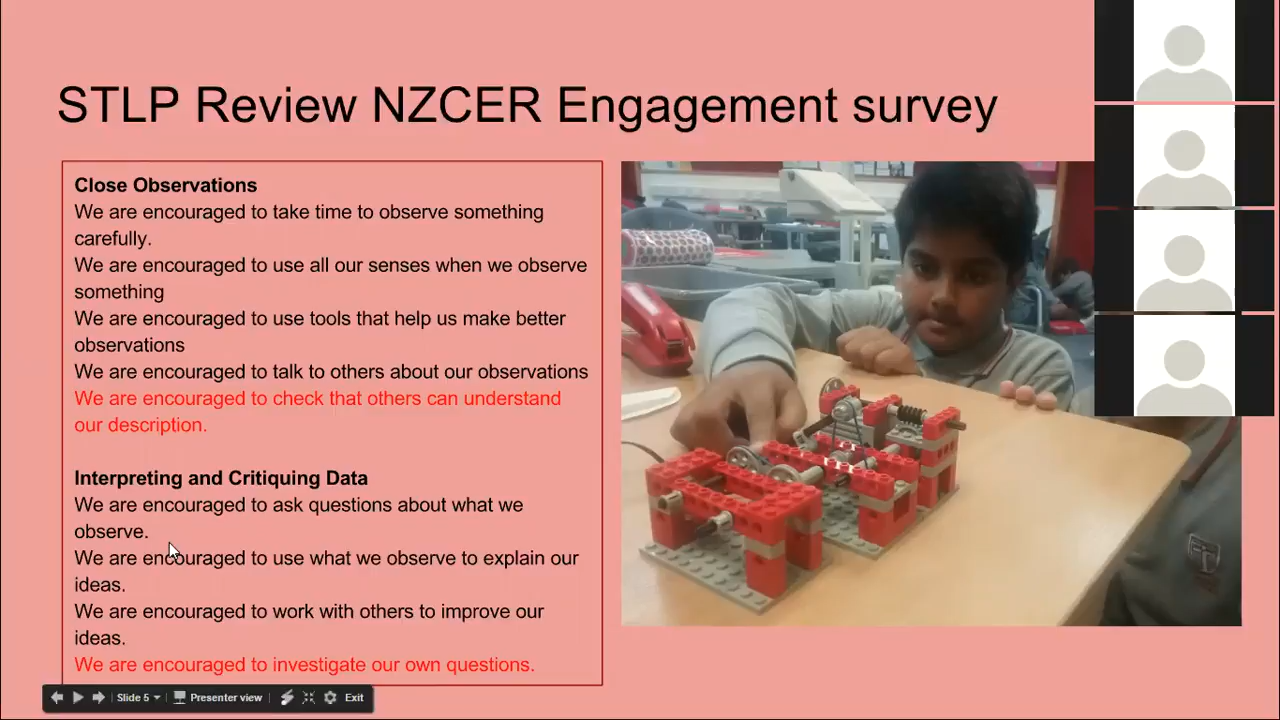 STLP Review NZCER Engagement survey
Close Observations
We are encouraged to take time to observe something
carefully.
We are encouraged to use all our senses when we observe
something
We are encouraged to use tools that help us make better
observations
We are encouraged to talk to others about our observations
We are encouraged to check that others can understand
our description.
Interpreting and Critiquing Data
We are encouraged to ask questions about what we
observe.
We are encouraged to use what we observe to explain our
ideas.
We are encouraged to work with others to improve our
ideas.
We are encouraged to investigate our own questions.
Slide 5 Presenter view Exit